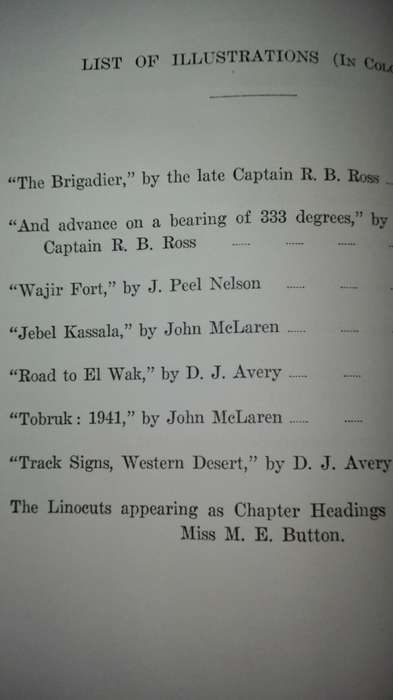 LIST OF ILLUSTRATIONS (IN
"The Brigadier," by the late Captain R. B. Ross ..
"And advance on a bearing of 333 degrees," by
Captain R. B. Ross ...... ...... ......
"Wajir Fort," by J. Peel Nelson ...... ......
"Jebel Kassala," by John McLaren ...... ......
"Road to El Wak," by D. J. Avery ...... ......
"Tobruk: 1941," by John McLaren ...... ......
"Track Signs, Western Desert," by D. J. Avery
The Linocuts appearing as Chapter Headings
Miss M. E. Button.